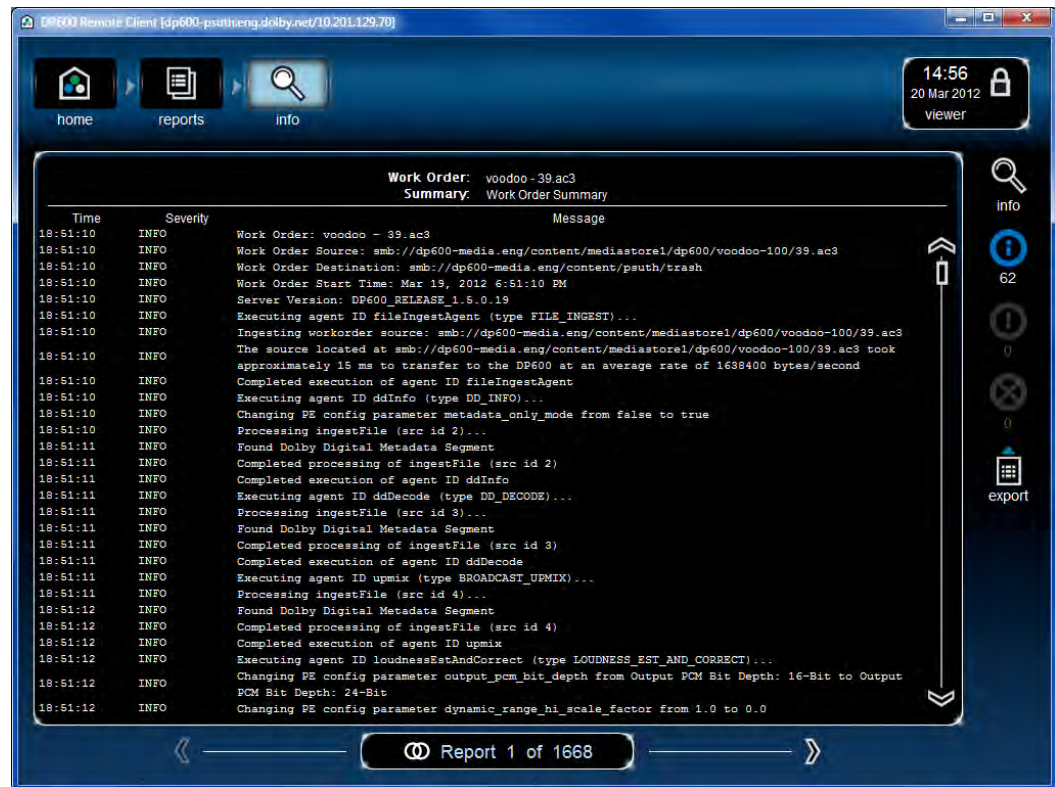 DP600 Remote Client [dp600-psuth.eng.dolby.net/10.201.129.70]
home
reports
info
14:56
20 Mar 2012
viewer
Work Order: voodoo - 39.ac3
Summary: Work Order Summary
Time Severity Message
18:51:10 INFO Work Order: voodoo - 39.ac3
18:51:10 INFO Work Order Source: smb://dp600-media.eng/content/mediastore1/dp600/voodoo-100/39.ac3
18:51:10 INFO Work Order Destination: smb://dp600-media.eng/content/psuth/trash
18:51:10 INFO Work Order Start Time: Mar 19, 2012 6:51:10 PM
18:51:10 INFO Server Version: DP600_RELEASE_1.5.0.19
18:51:10 INFO Executing agent ID fileIngestAgent (type FILE_INGEST)...
18:51:10 INFO Ingesting workorder source: smb://dp600-media.eng/content/mediastore1/dp600/voodoo-100/39.ac3
18:51:10 INFO The source located at smb://dp600-media.eng/content/mediastore1/dp600/voodoo-100/39.ac3 took
approximately 15 ms to transfer to the DP600 at an average rate of 1638400 bytes/second
18:51:10 INFO Completed execution of agent ID fileIngestAgent
18:51:10 INFO Executing agent ID ddInfo (type DD_INFO)...
18:51:10 INFO Changing PE config parameter metadata_only_mode from false to true
18:51:10 INFO Processing ingestFile (src id 2)...
18:51:11 INFO Found Dolby Digital Metadata Segment
18:51:11 INFO Completed processing of ingestFile (src id 2)
18:51:11 INFO Completed execution of agent ID ddInfo
18:51:11 INFO Executing agent ID ddDecode (type DD_DECODE)...
18:51:11 INFO Processing ingestFile (src id 3)...
18:51:11 INFO Found Dolby Digital Metadata Segment
18:51:11 INFO Completed processing of ingestFile (src id 3)
18:51:11 INFO Completed execution of agent ID ddDecode
18:51:11 INFO Executing agent ID upmix (type BROADCAST_UPMIX)...
18:51:11 INFO Processing ingestFile (src id 4)...
18:51:12 INFO Found Dolby Digital Metadata Segment
18:51:12 INFO Completed processing of ingestFile (src id 4)
18:51:12 INFO Completed execution of agent ID upmix
18:51:12 INFO Executing agent ID loudnessEstAndCorrect (type LOUDNESS_EST_AND_CORRECT)...
18:51:12 INFO Changing PE config parameter output_pcm_bit_depth from Output PCM Bit Depth: 16-Bit to Output
PCM Bit Depth: 24-Bit
18:51:12 INFO Changing PE config parameter dynamic_range_hi_scale_factor from 1.0 to 0.0
info
62
0
0
export
Report 1 of 1668